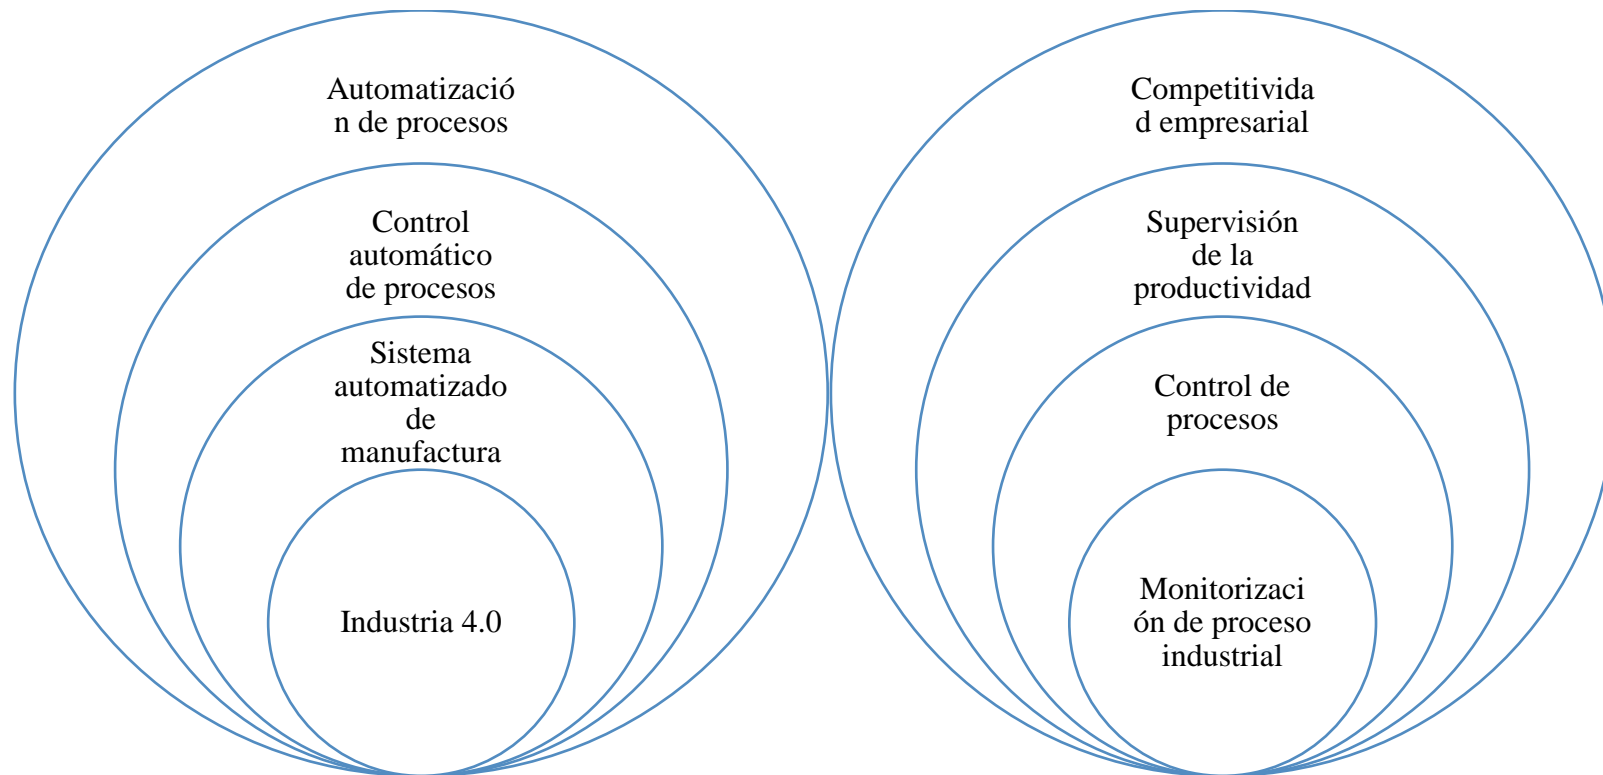 Automatizació
n de procesos
Control
automático
de procesos
Sistema
automatizado
de
manufactura
Industria 4.0
Competitivida
d empresarial
Supervisión
de la
productividad
Control de
procesos
Monitorizaci
ón de proceso
industrial